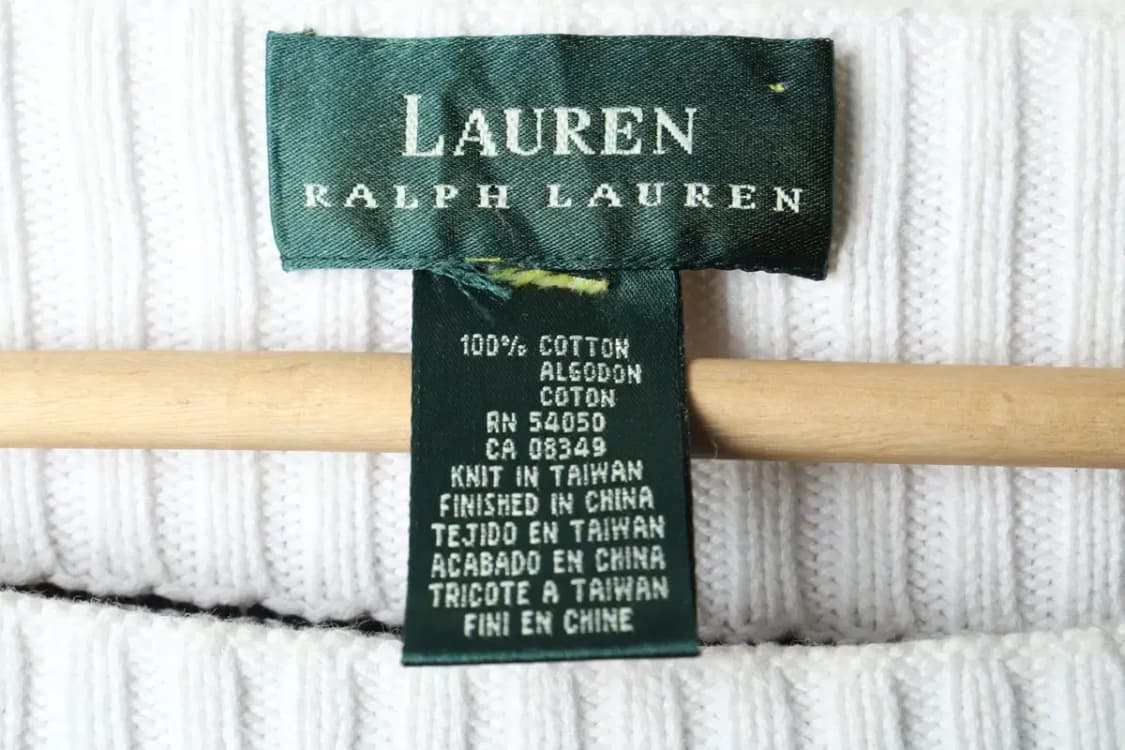 LAUREN
RALPH LAUREN
100% COTTON
ALGODON
COTON
RN 54050
CA 08349
KNIT IN TAIWAN
FINISHED IN CHINA
TEJIDO EN TAIWAN
ACABADO EN CHINA
TRICOTE A TAIWAN
FINI EN CHINE